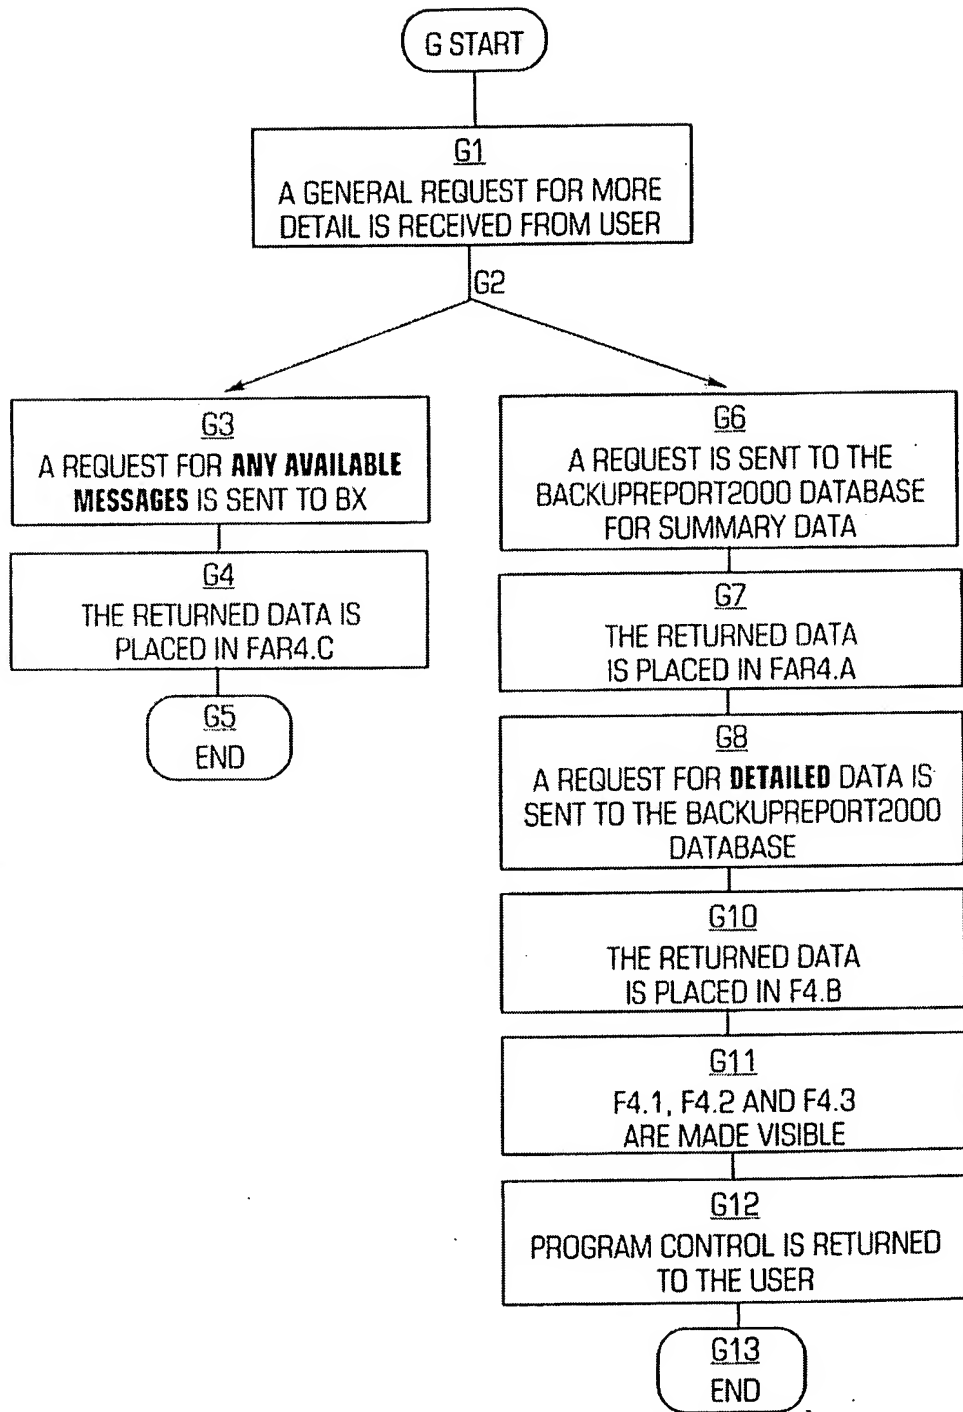 G START
G1
A GENERAL REQUEST FOR MORE
DETAIL IS RECEIVED FROM USER
G2
G3
A REQUEST FOR ANY AVAILABLE
MESSAGES IS SENT TO BX
G4
THE RETURNED DATA IS
PLACED IN FAR4.C
G5
END
G6
A REQUEST IS SENT TO THE
BACKUPREPORT2000 DATABASE
FOR SUMMARY DATA
G7
THE RETURNED DATA
IS PLACED IN FAR4.A
G8
A REQUEST FOR DETAILED DATA IS
SENT TO THE BACKUPREPORT2000
DATABASE
G10
THE RETURNED DATA
IS PLACED IN F4.B
G11
F4.1, F4.2 AND F4.3
ARE MADE VISIBLE
G12
PROGRAM CONTROL IS RETURNED
TO THE USER
G13
END